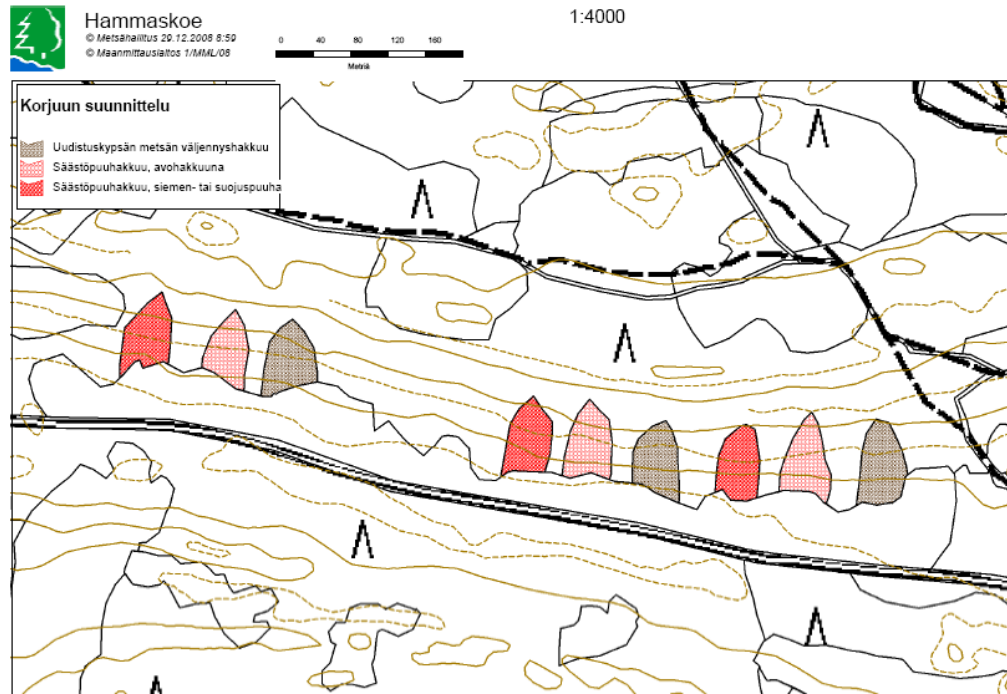 Hammaskoe
© Metsähallitus 29.12.2008 8:59
© Maanmittauslaitos 1/MML/08
0 40 80 120 160
Metriä
1:4000
Korjuun suunnittelu
Uudistuskypsän metsän väljennyshakkuu
Säästöpuuhakkuu, avohakkuuna
Säästöpuuhakkuu, siemen- tai suojuspuuha